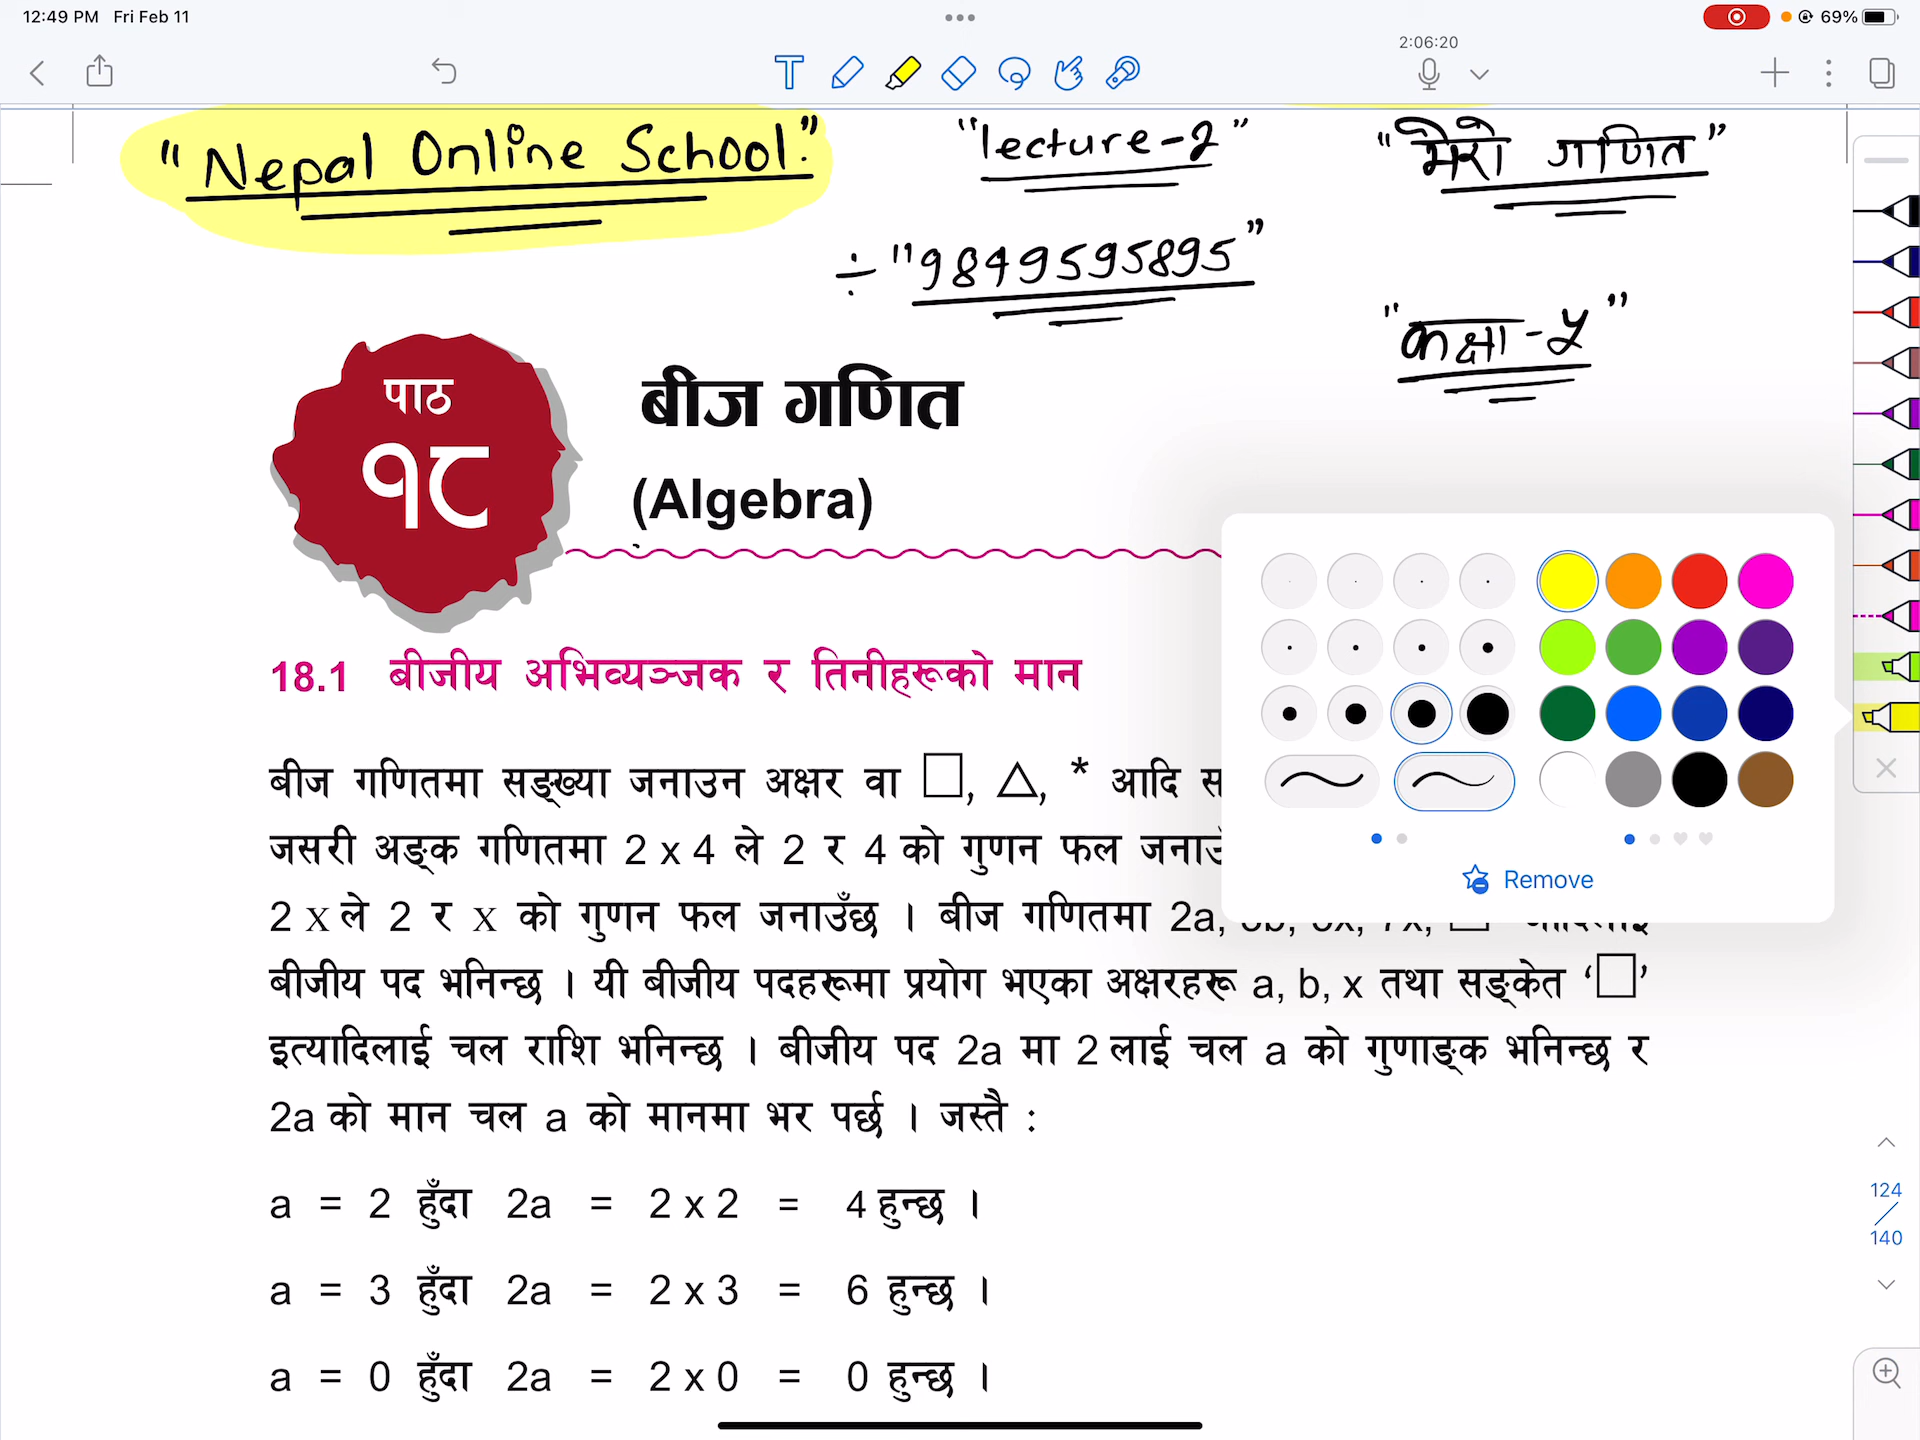 12:49 PM Fri Feb 11
69%
2:06:20
"Nepal Online School."
"lecture-2"
"मेरो गणित"
÷ "9849595895"
"कक्षा-५"
पाठ
१८
बीज गणित
(Algebra)
18.1 बीजीय अभिव्यञ्जक र तिनीहरूको मान
बीज गणितमा सङ्ख्या जनाउन अक्षर वा □, △, * आदि स
जसरी अङ्क गणितमा 2 x 4 ले 2 र 4 को गुणन फल
2 x ले 2 र x को गुणन फल जनाउँछ । बीज गणितमा 2a,
बीजीय पद भनिन्छ । यी बीजीय पदहरूमा प्रयोग भएका अक्षरहरू a, b, x तथा सङ्केत ‘□’
इत्यादिलाई चल राशि भनिन्छ । बीजीय पद 2a मा 2 लाई चल a को गुणाङ्क भनिन्छ र
2a को मान चल a को मानमा भर पर्छ । जस्तै :
a = 2 हुँदा 2a = 2 x 2 = 4 हुन्छ ।
a = 3 हुँदा 2a = 2 x 3 = 6 हुन्छ ।
a = 0 हुँदा 2a = 2 x 0 = 0 हुन्छ ।
Remove
124
140